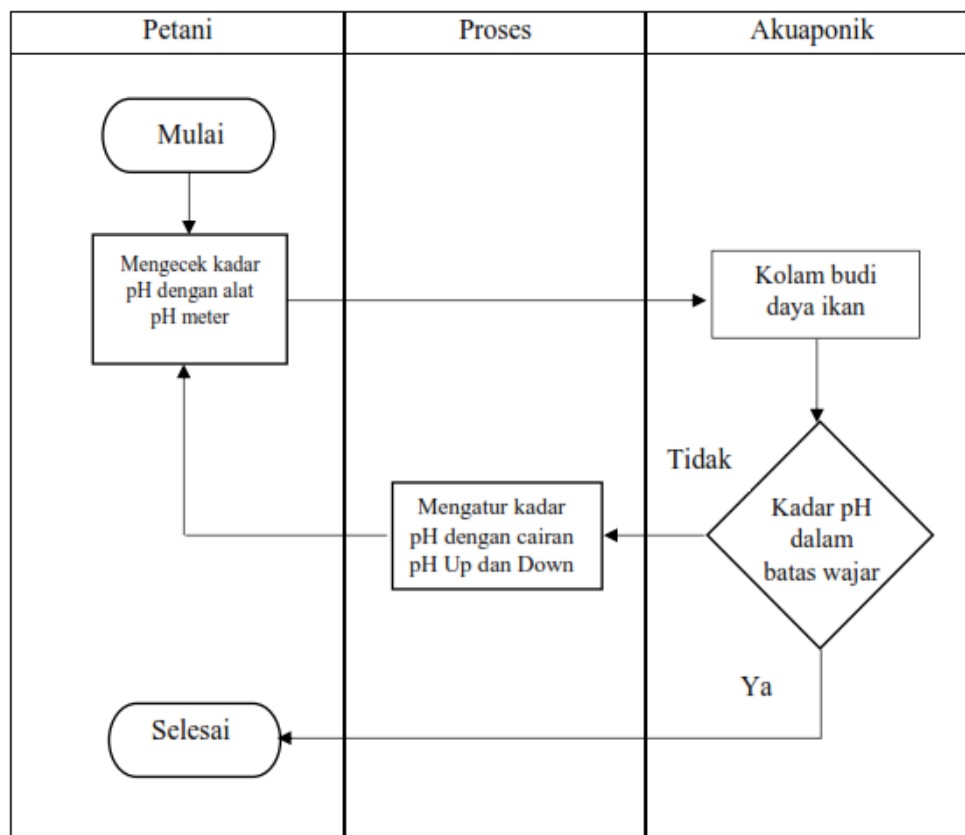 Petani
Proses
Akuaponik
Mulai
Mengecek kadar
pH dengan alat
pH meter
Kolam budi
daya ikan
Tidak
Kadar pH
dalam
batas wajar
Mengatur kadar
pH dengan cairan
pH Up dan Down
Ya
Selesai